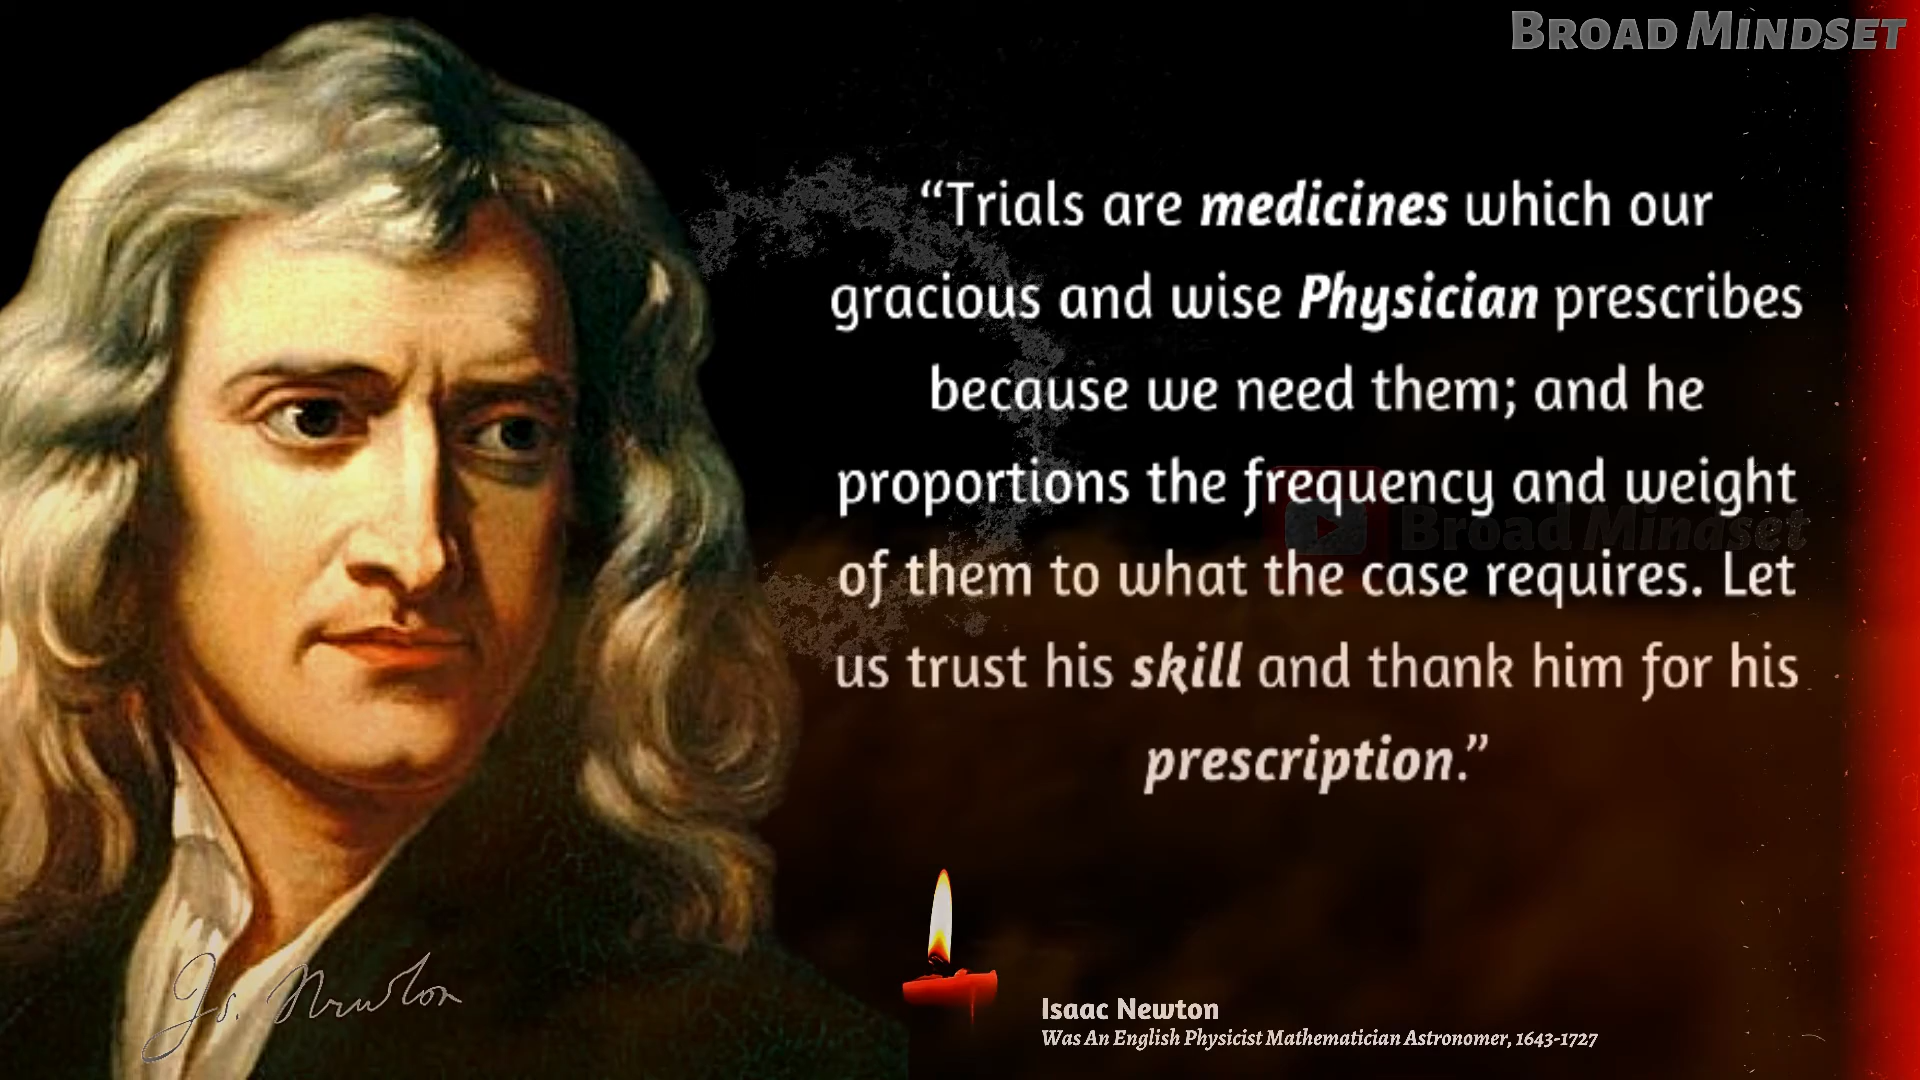 BROAD MINDSET
“Trials are medicines which our
gracious and wise Physician prescribes
because we need them; and he
proportions the frequency and weight
of them to what the case requires. Let
us trust his skill and thank him for his
prescription.”
Broad Mindset
Js. Newton
Isaac Newton
Was An English Physicist Mathematician Astronomer, 1643-1727